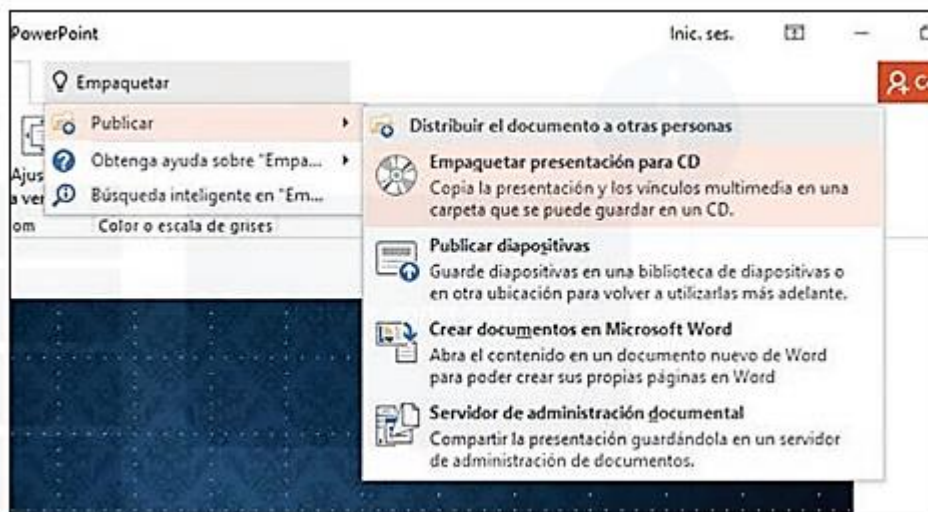 PowerPoint
Inic. ses.
Empaquetar
Publicar
Obtenga ayuda sobre "Empa...
Búsqueda inteligente en "Em...
Ajus
a ver
om
Color o escala de grises
Distribuir el documento a otras personas
Empaquetar presentación para CD
Copia la presentación y los vínculos multimedia en una
carpeta que se puede guardar en un CD.
Publicar diapositivas
Guarde diapositivas en una biblioteca de diapositivas o
en otra ubicación para volver a utilizarlas más adelante.
Crear documentos en Microsoft Word
Abra el contenido en un documento nuevo de Word
para poder crear sus propias páginas en Word
Servidor de administración documental
Compartir la presentación guardándola en un servidor
de administración de documentos.